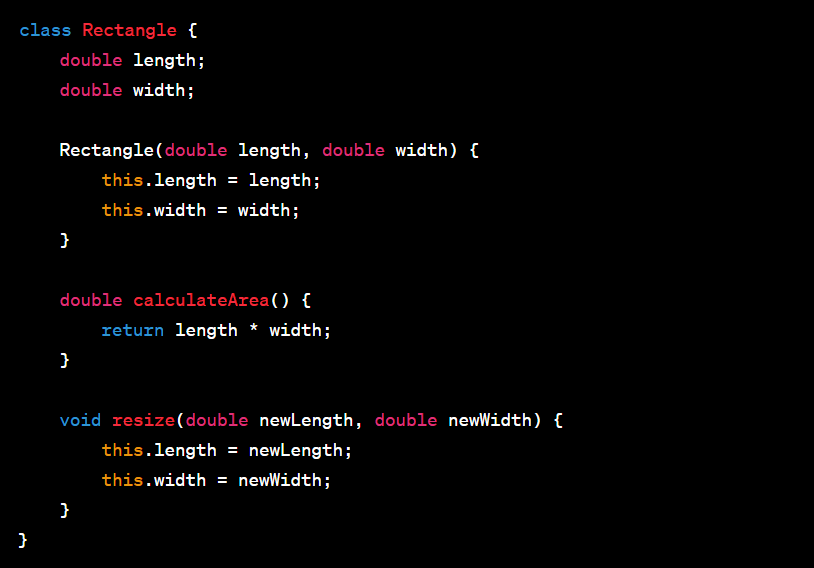 class Rectangle {
    double length;
    double width;

    Rectangle(double length, double width) {
        this.length = length;
        this.width = width;
    }

    double calculateArea() {
        return length * width;
    }

    void resize(double newLength, double newWidth) {
        this.length = newLength;
        this.width = newWidth;
    }
}